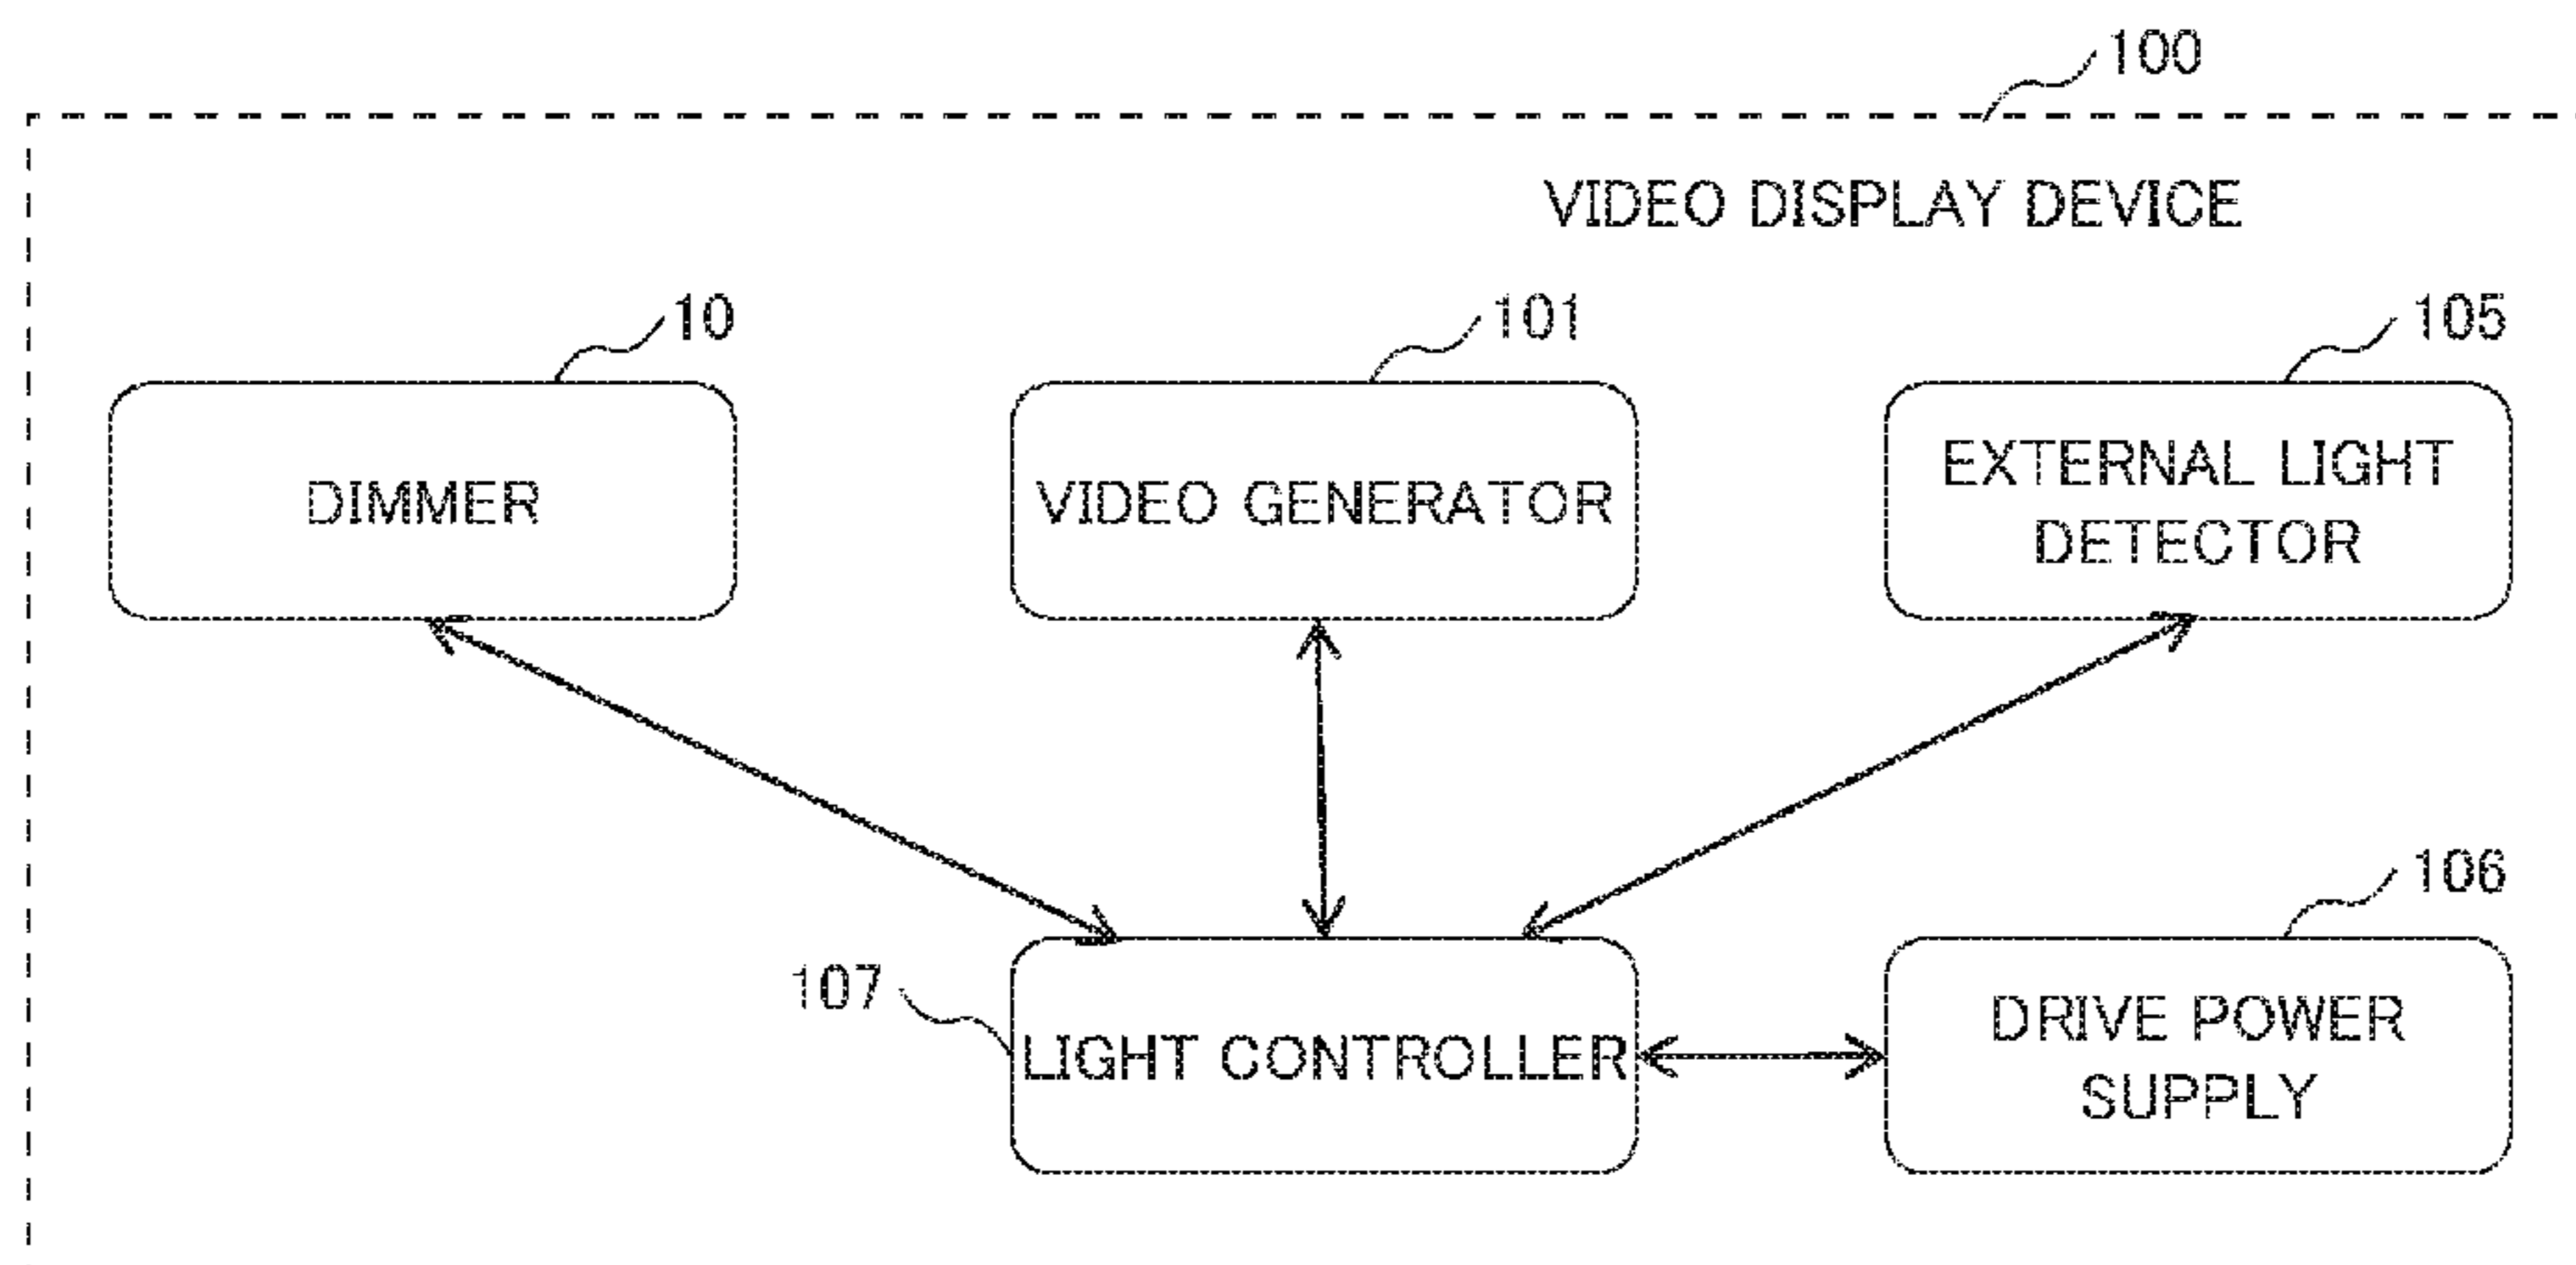 100
VIDEO DISPLAY DEVICE
10
101
105
DIMMER
VIDEO GENERATOR
EXTERNAL LIGHT
DETECTOR
106
107
LIGHT CONTROLLER
DRIVE POWER
SUPPLY